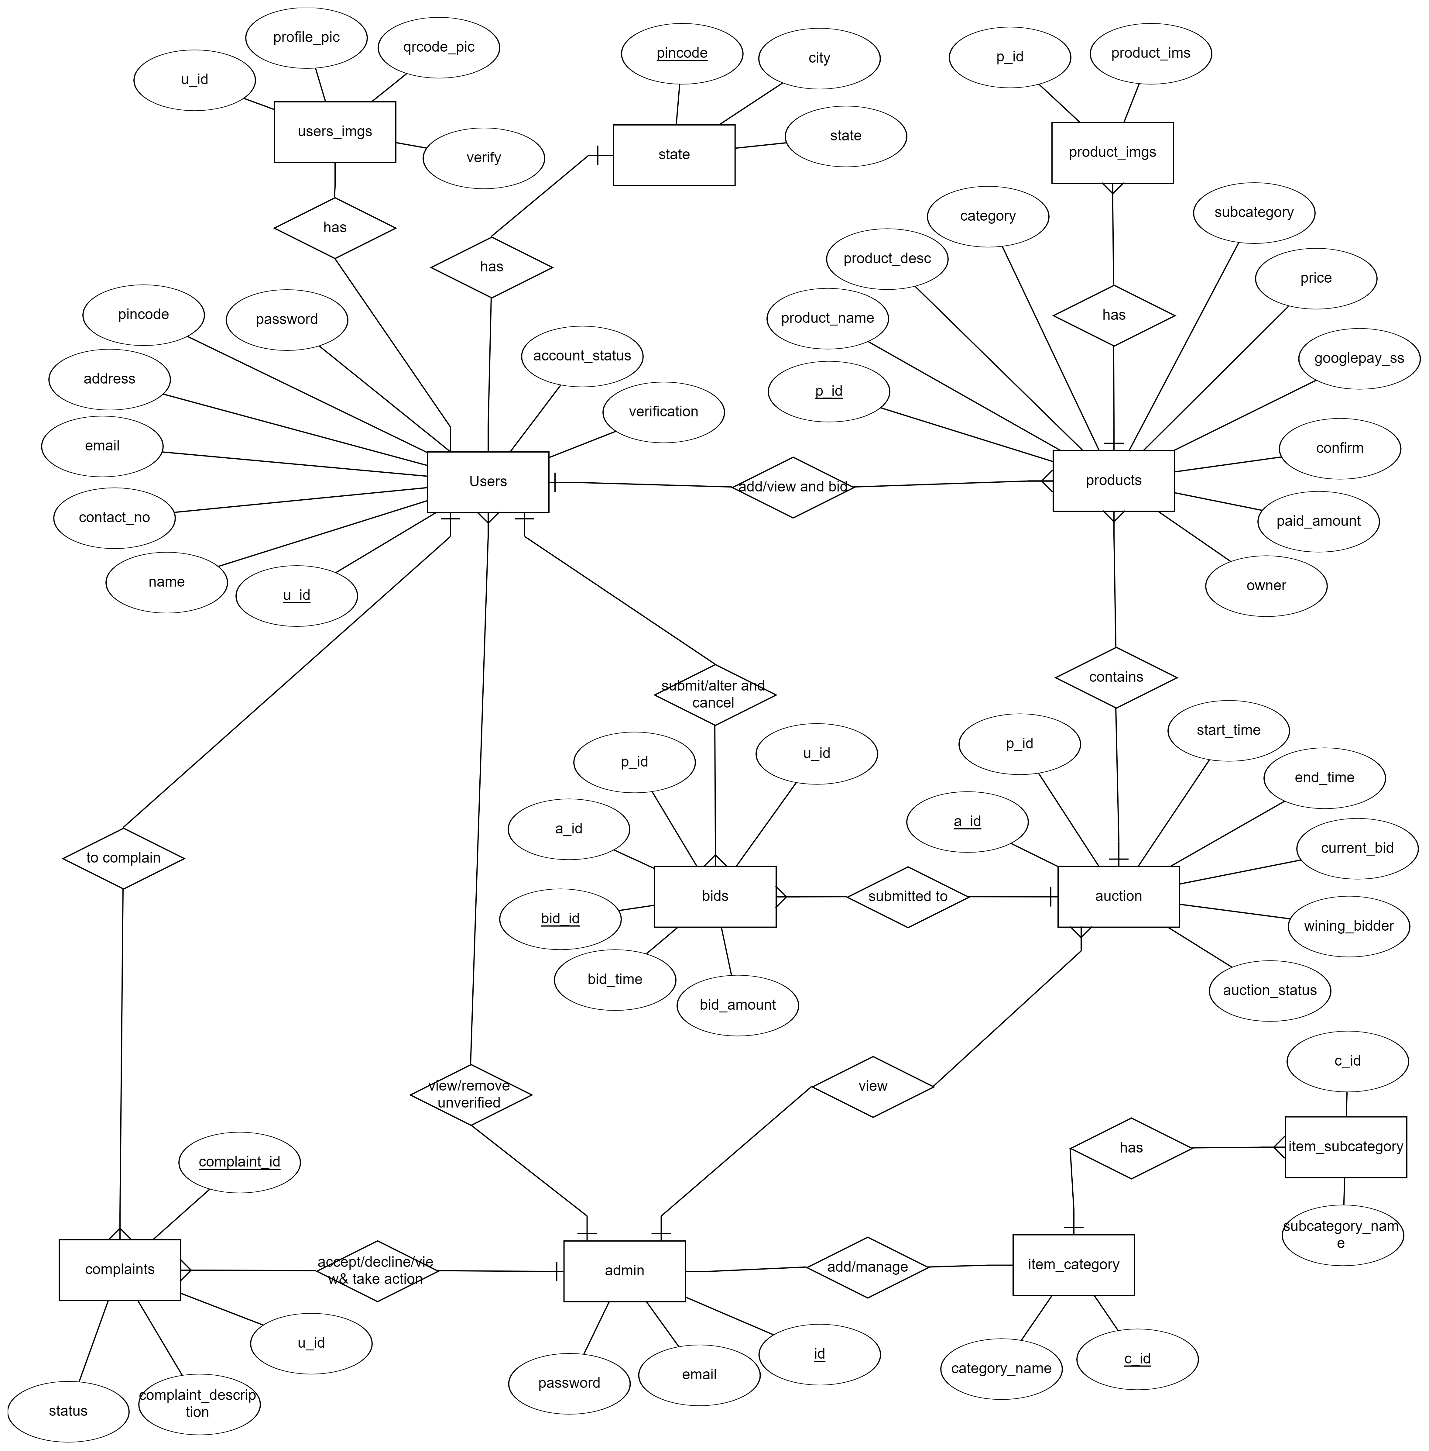 profile_pic
qrcode_pic
u_id
users_imgs
verify
has
pincode
city
state
state
has
p_id
product_ims
product_imgs
category
subcategory
product_desc
price
product_name
has
googlepay_ss
p_id
confirm
products
paid_amount
owner
pincode
password
address
account_status
verification
email
Users
contact_no
name
u_id
add/view and bid
submit/alter and
cancel
contains
p_id
u_id
a_id
bids
bid_id
bid_time
bid_amount
submitted to
p_id
start_time
end_time
a_id
current_bid
auction
wining_bidder
auction_status
to complain
view/remove
unverified
view
c_id
has
item_subcategory
subcategory_nam
e
complaint_id
complaints
accept/decline/vie
w& take action
admin
add/manage
item_category
u_id
status
complaint_descrip
tion
password
email
id
category_name
c_id